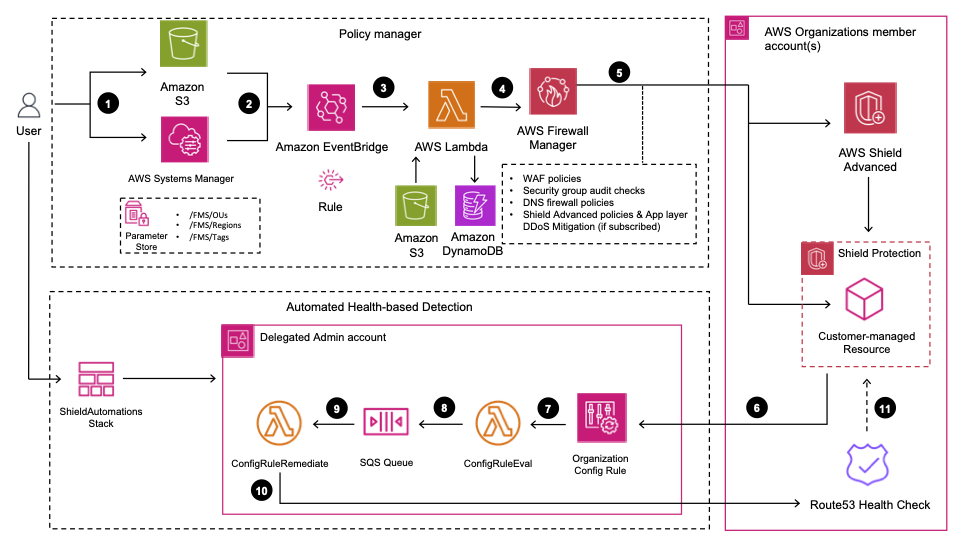 Policy manager
AWS Organizations member
account(s)
User
1
Amazon
S3
AWS Systems Manager
Parameter
Store
• /FMS/OUs
• /FMS/Regions
• /FMS/Tags
2
Amazon EventBridge
Rule
3
AWS Lambda
Amazon
S3
Amazon
DynamoDB
4
AWS Firewall
Manager
5
• WAF policies
• Security group audit checks
• DNS firewall policies
• Shield Advanced policies & App layer
DDoS Mitigation (if subscribed)
AWS Shield
Advanced
Shield Protection
Customer-managed
Resource
Automated Health-based Detection
Delegated Admin account
ShieldAutomations
Stack
6
Organization
Config Rule
7
ConfigRuleEval
8
SQS Queue
9
ConfigRuleRemediate
10
11
Route53 Health Check